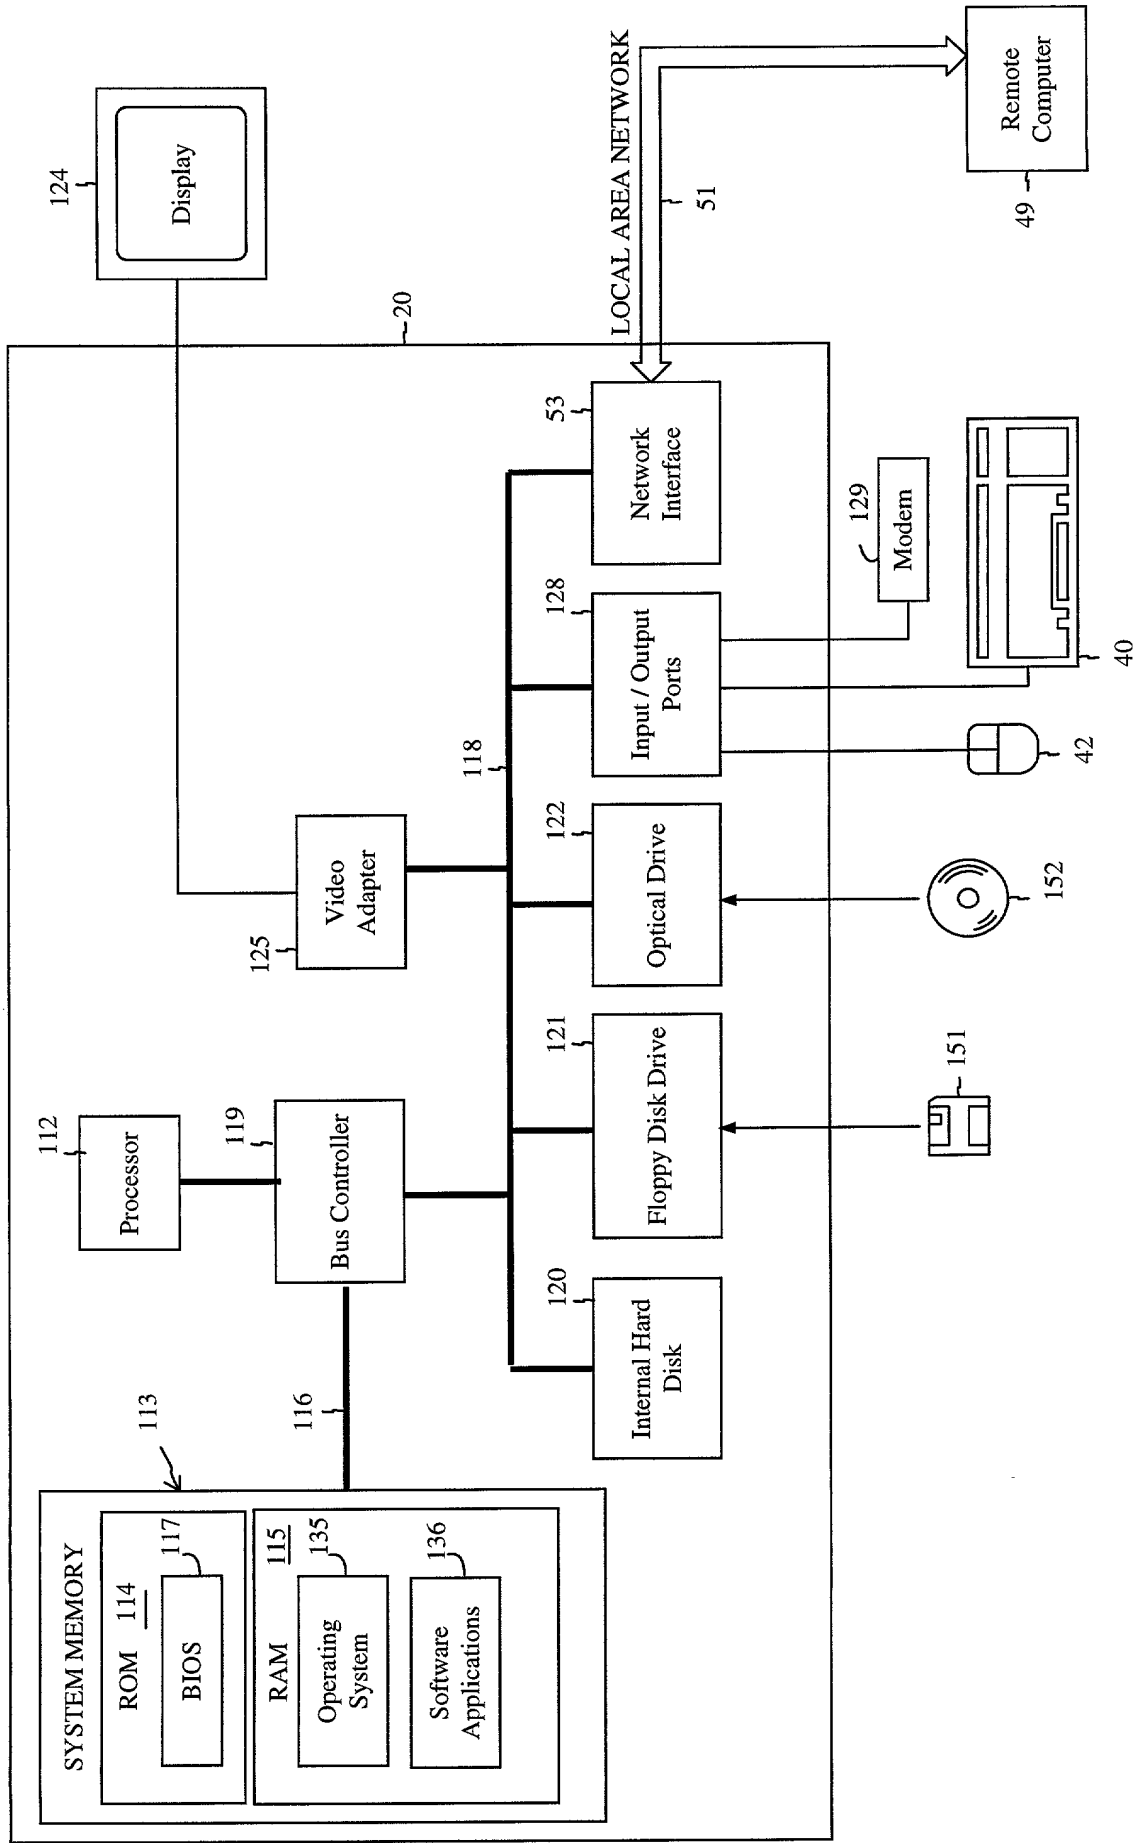 SYSTEM MEMORY
113
ROM 114
117
BIOS
RAM
115
135
Operating
System
136
Software
Applications
116
112
Processor
119
Bus Controller
125
Video
Adapter
124
Display
20
118
120
Internal Hard
Disk
121
Floppy Disk Drive
122
Optical Drive
128
Input / Output
Ports
53
Network
Interface
LOCAL AREA NETWORK
51
129
Modem
151
152
42
40
49
Remote
Computer